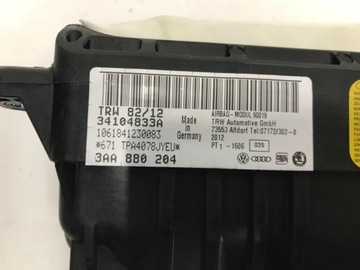 TRW 82/12
34104833A
1061841230083
*671 TPA4078JYEU*
3AA 880 204
Made in Germany
AIRBAG-MODUL 90019
TRW Automotive GmbH
73553 Alfdorf Tel:07172/302-0
2012
PT1 -1606 035